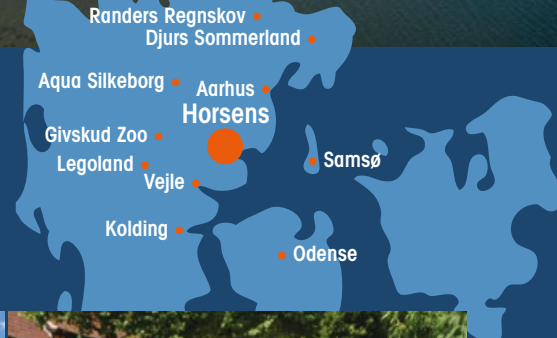 Randers Regnskov
Djurs Sommerland
Aqua Silkeborg
Aarhus
Horsens
Givskud Zoo
Samsø
Legoland
Vejle
Kolding
Odense